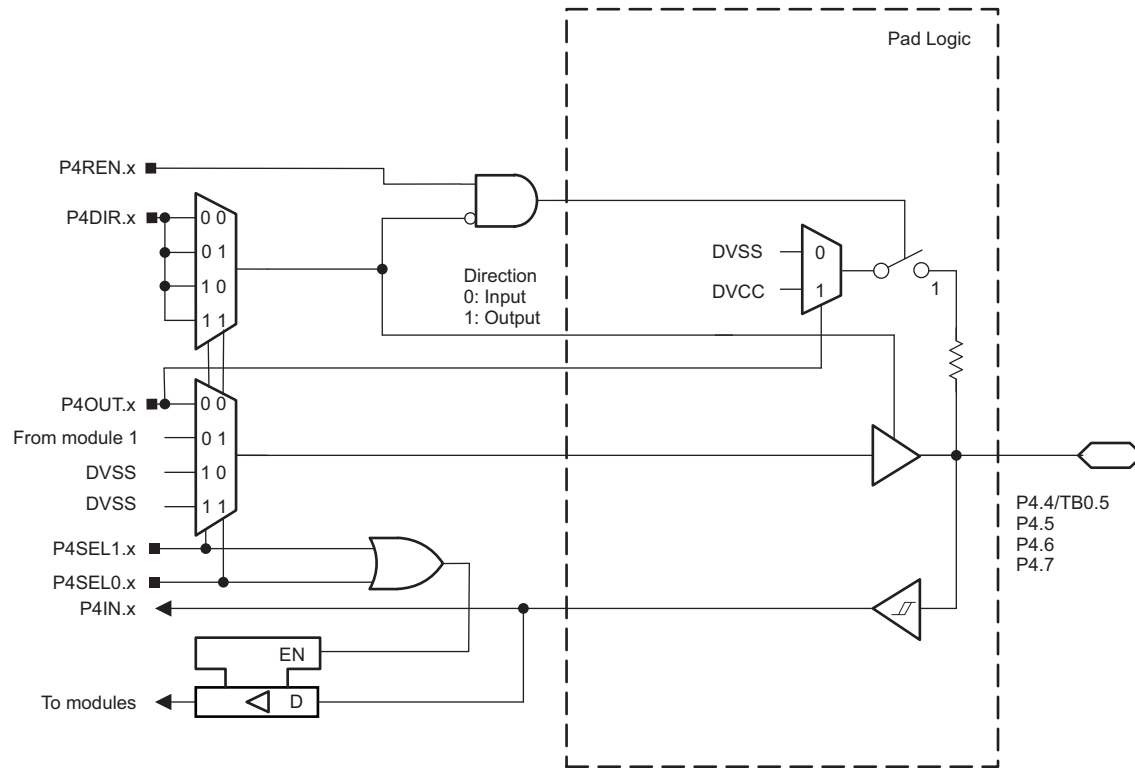 Pad Logic
P4REN.x
P4DIR.x
0 0
0 1
1 0
1 1
Direction
0: Input
1: Output
DVSS
0
DVCC
1
1
P4OUT.x
0 0
From module 1
0 1
DVSS
1 0
DVSS
1 1
P4SEL1.x
P4SEL0.x
P4IN.x
EN
To modules
D
P4.4/TB0.5
P4.5
P4.6
P4.7